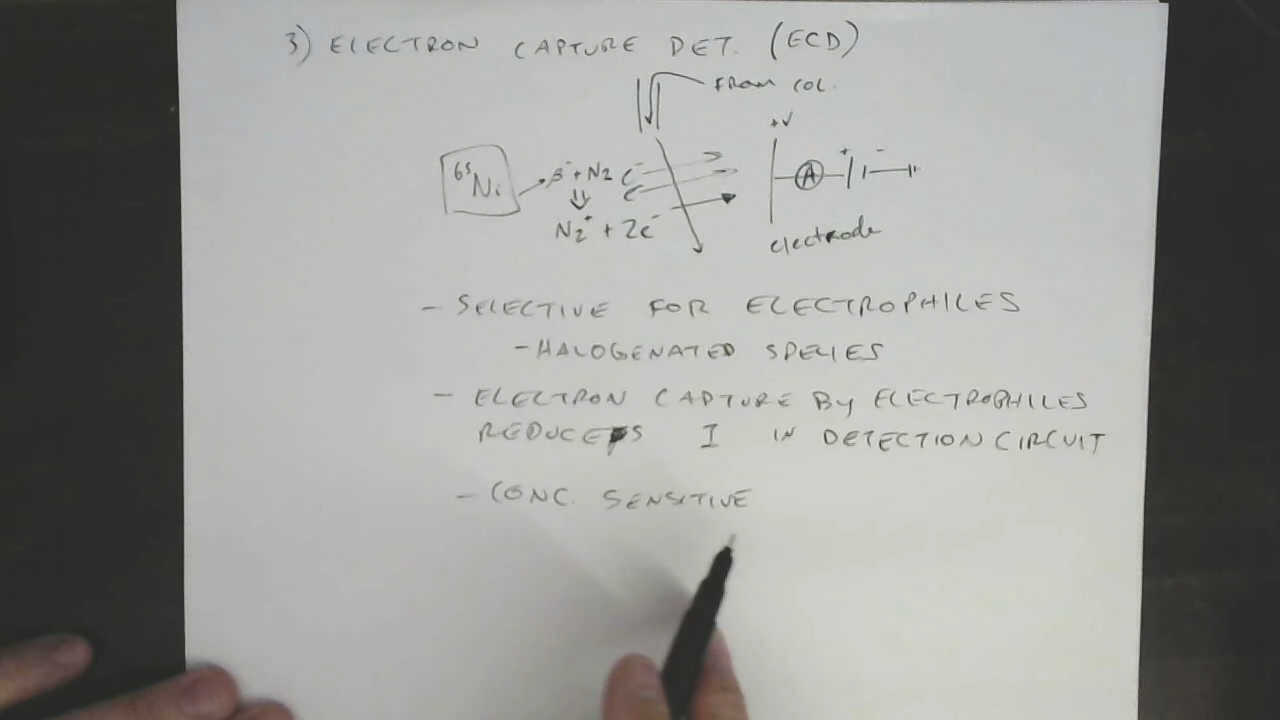 3) ELECTRON CAPTURE DET. (ECD)
FROM COL.
+V
63Ni
β- + N2 e-
e-
⇓
N2+ + 2e-
A
+ -
electrode
- SELECTIVE FOR ELECTROPHILES
- HALOGENATED SPECIES
- ELECTRON CAPTURE BY ELECTROPHILES
REDUCES I IN DETECTION CIRCUIT
- CONC. SENSITIVE